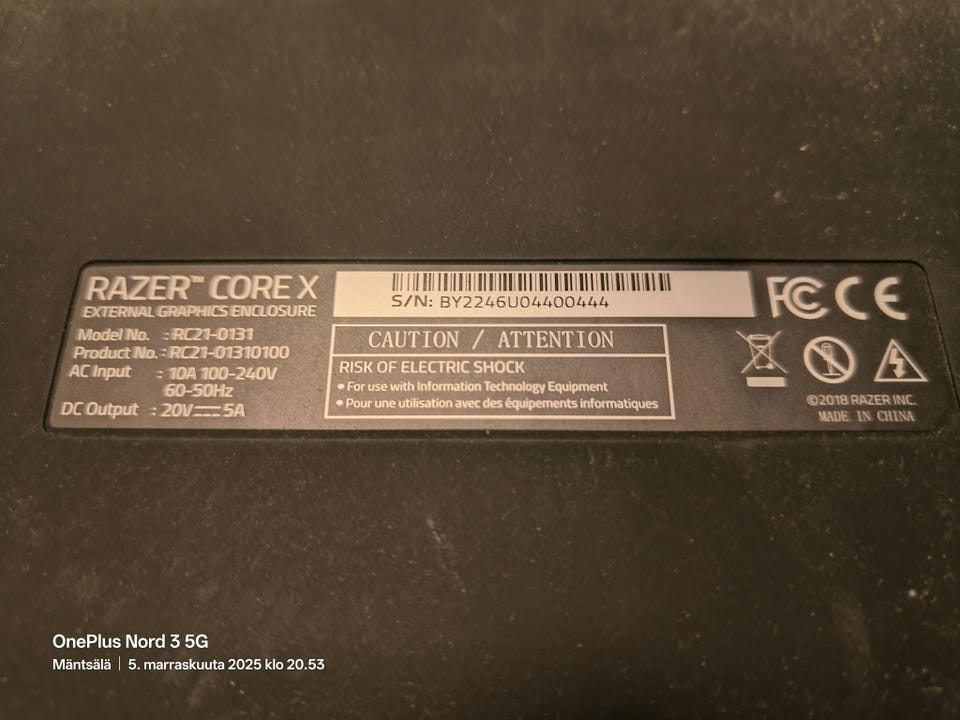 RAZER™ CORE X
EXTERNAL GRAPHICS ENCLOSURE
Model No. : RC21-0131
Product No. : RC21-01310100
AC Input : 10A 100-240V
60-50Hz
DC Output : 20V⎓5A
S/N: BY2246U04400444
CAUTION / ATTENTION
RISK OF ELECTRIC SHOCK
• For use with Information Technology Equipment
• Pour une utilisation avec des équipements informatiques
FC CE
©2018 RAZER INC.
MADE IN CHINA
OnePlus Nord 3 5G
Mäntsälä | 5. marraskuuta 2025 klo 20.53